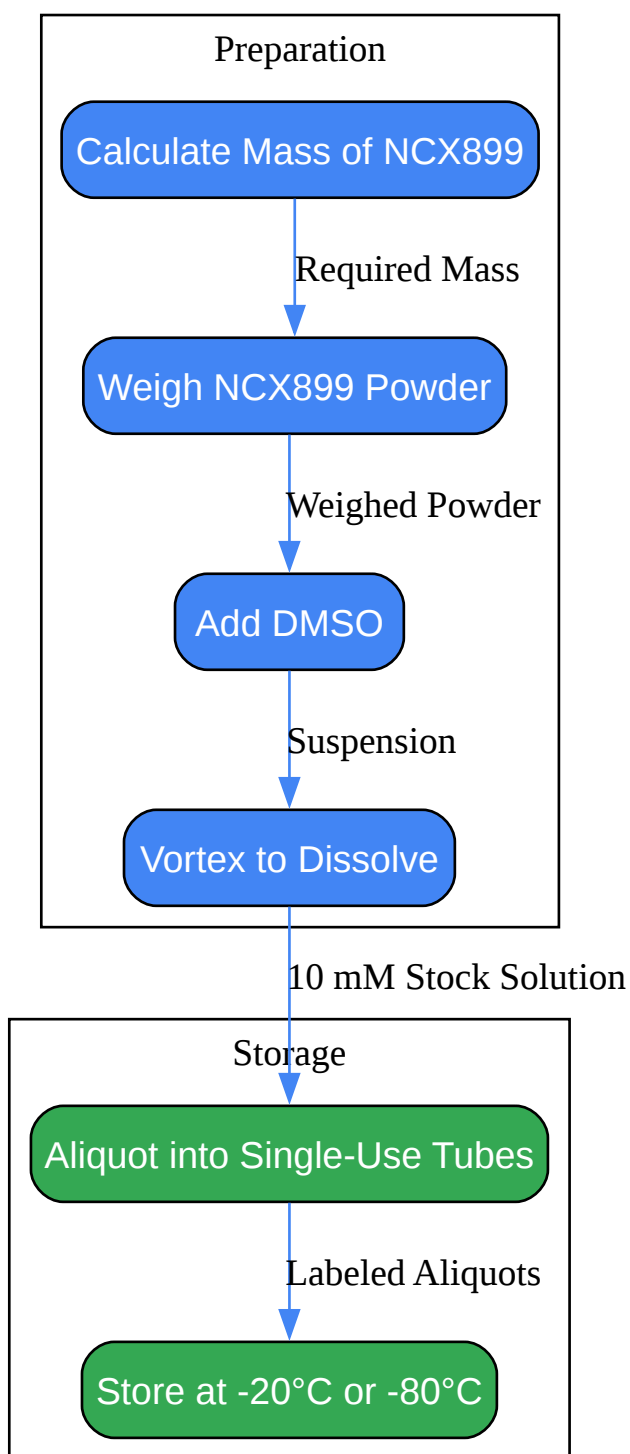 Preparation
Calculate Mass of NCX899
Required Mass
Weigh NCX899 Powder
Weighed Powder
Add DMSO
Suspension
Vortex to Dissolve
10 mM Stock Solution
Storage
Aliquot into Single-Use Tubes
Labeled Aliquots
Store at -20°C or -80°C